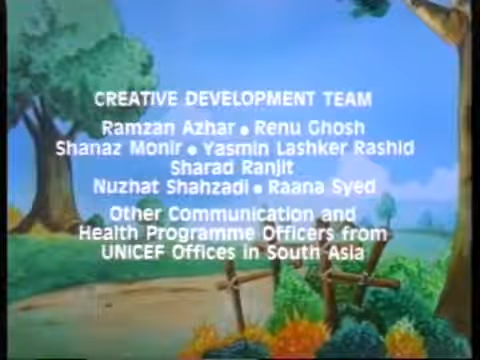 CREATIVE DEVELOPMENT TEAM
Ramzan Azhar ● Renu Ghosh
Shanaz Monir ● Yasmin Lashker Rashid
Sharad Ranjit
Nuzhat Shahzadi ● Raana Syed
Other Communication and
Health Programme Officers from
UNICEF Offices in South Asia